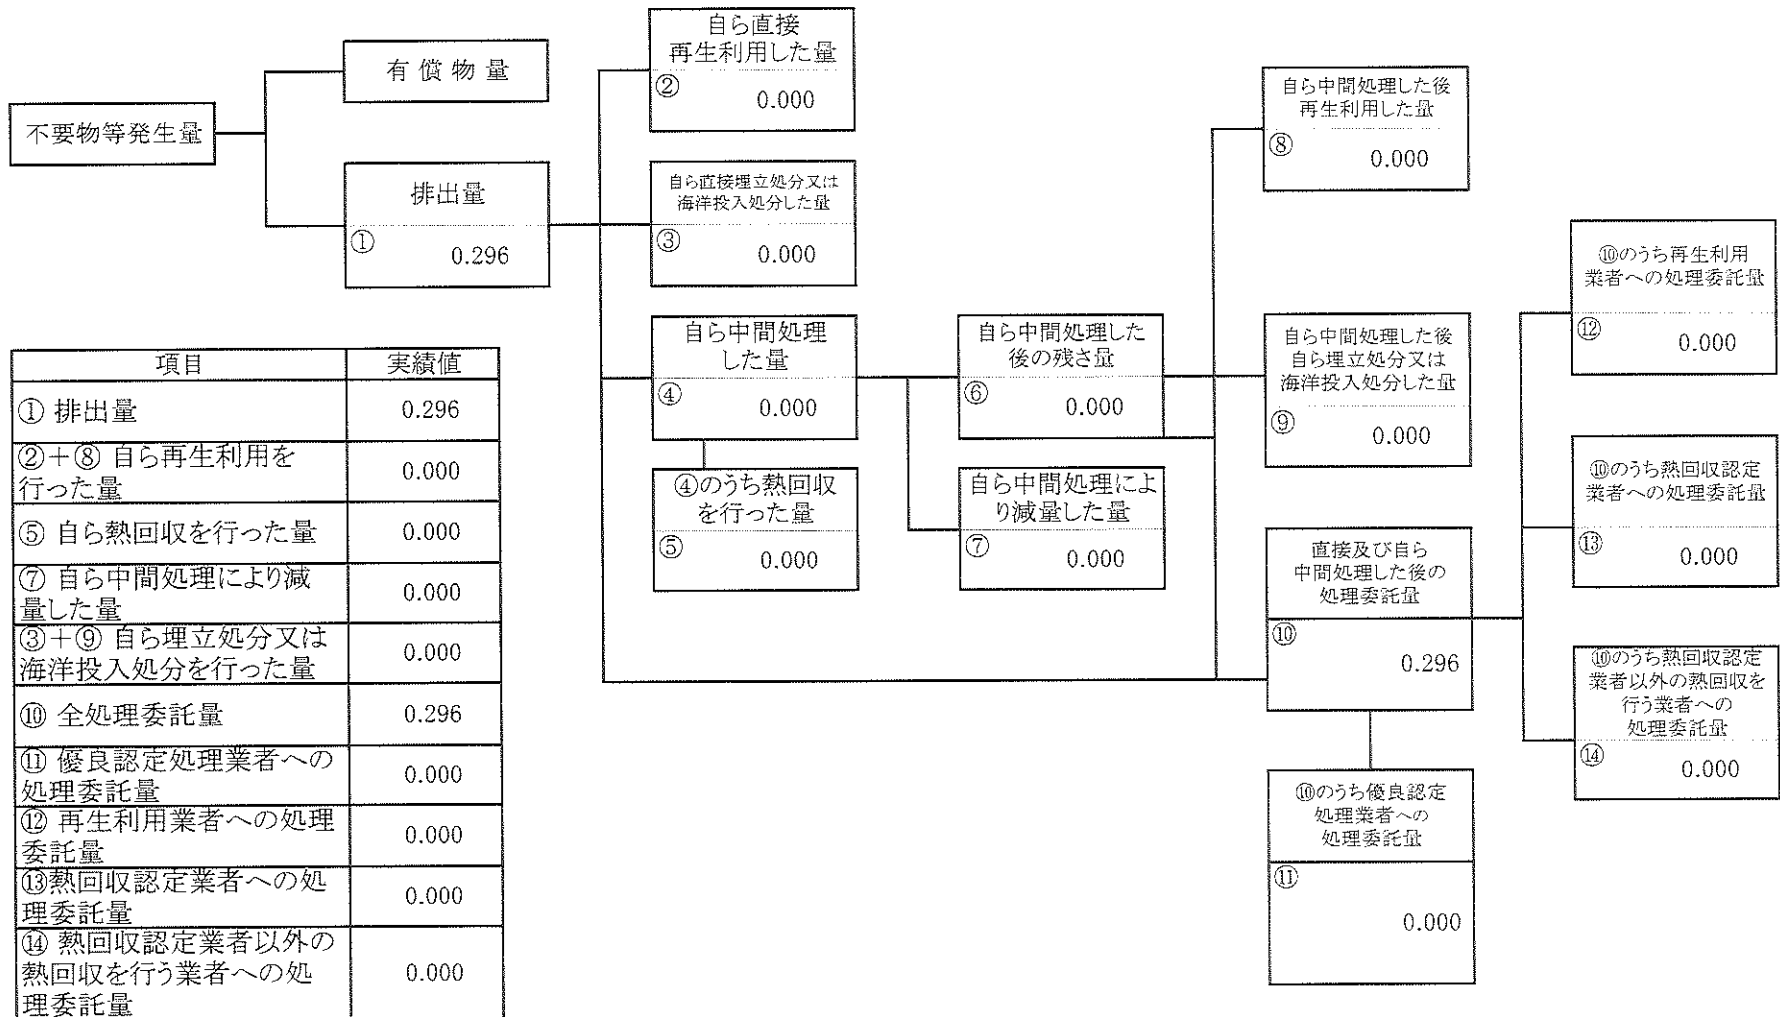 不要物等発生量
有償物量
排出量
①
0.296
自ら直接
再生利用した量
②
0.000
自ら直接埋立処分又は
海洋投入処分した量
③
0.000
自ら中間処理
した量
④
0.000
④のうち熱回収
を行った量
⑤
0.000
自ら中間処理した
後の残さ量
⑥
0.000
自ら中間処理によ
り減量した量
⑦
0.000
自ら中間処理した後
再生利用した量
⑧
0.000
自ら中間処理した後
自ら埋立処分又は
海洋投入処分した量
⑨
0.000
直接及び自ら
中間処理した後の
処理委託量
⑩
0.296
⑩のうち優良認定
処理業者への
処理委託量
⑪
0.000
⑩のうち再生利用
業者への処理委託量
⑫
0.000
⑩のうち熱回収認定
業者への処理委託量
⑬
0.000
⑩のうち熱回収認定
業者以外の熱回収を
行う業者への
処理委託量
⑭
0.000
項目 実績値
① 排出量 0.296
②+⑧ 自ら再生利用を
行った量 0.000
⑤ 自ら熱回収を行った量 0.000
⑦ 自ら中間処理により減
量した量 0.000
③+⑨ 自ら埋立処分又は
海洋投入処分を行った量 0.000
⑩ 全処理委託量 0.296
⑪ 優良認定処理業者への
処理委託量 0.000
⑫ 再生利用業者への処理
委託量 0.000
⑬熱回収認定業者への処
理委託量 0.000
⑭ 熱回収認定業者以外の
熱回収を行う業者への処
理委託量 0.000